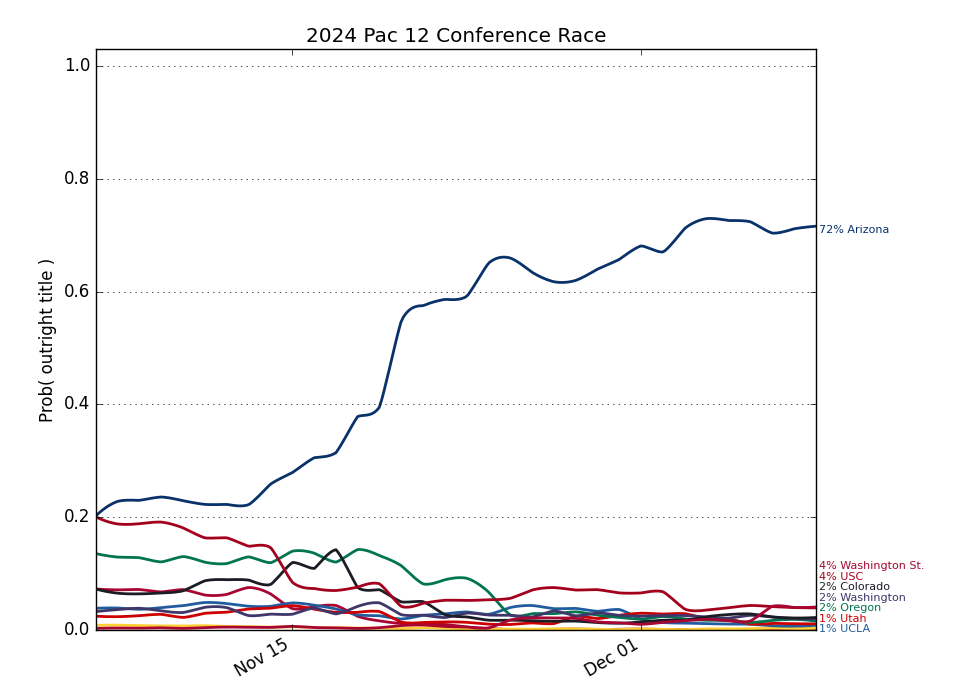 2024 Pac 12 Conference Race
1.0
0.8
0.6
0.4
0.2
0.0
Prob( outright title )
Nov 15
Dec 01
72% Arizona
4% Washington St.
4% USC
2% Colorado
2% Washington
2% Oregon
1% Utah
1% UCLA